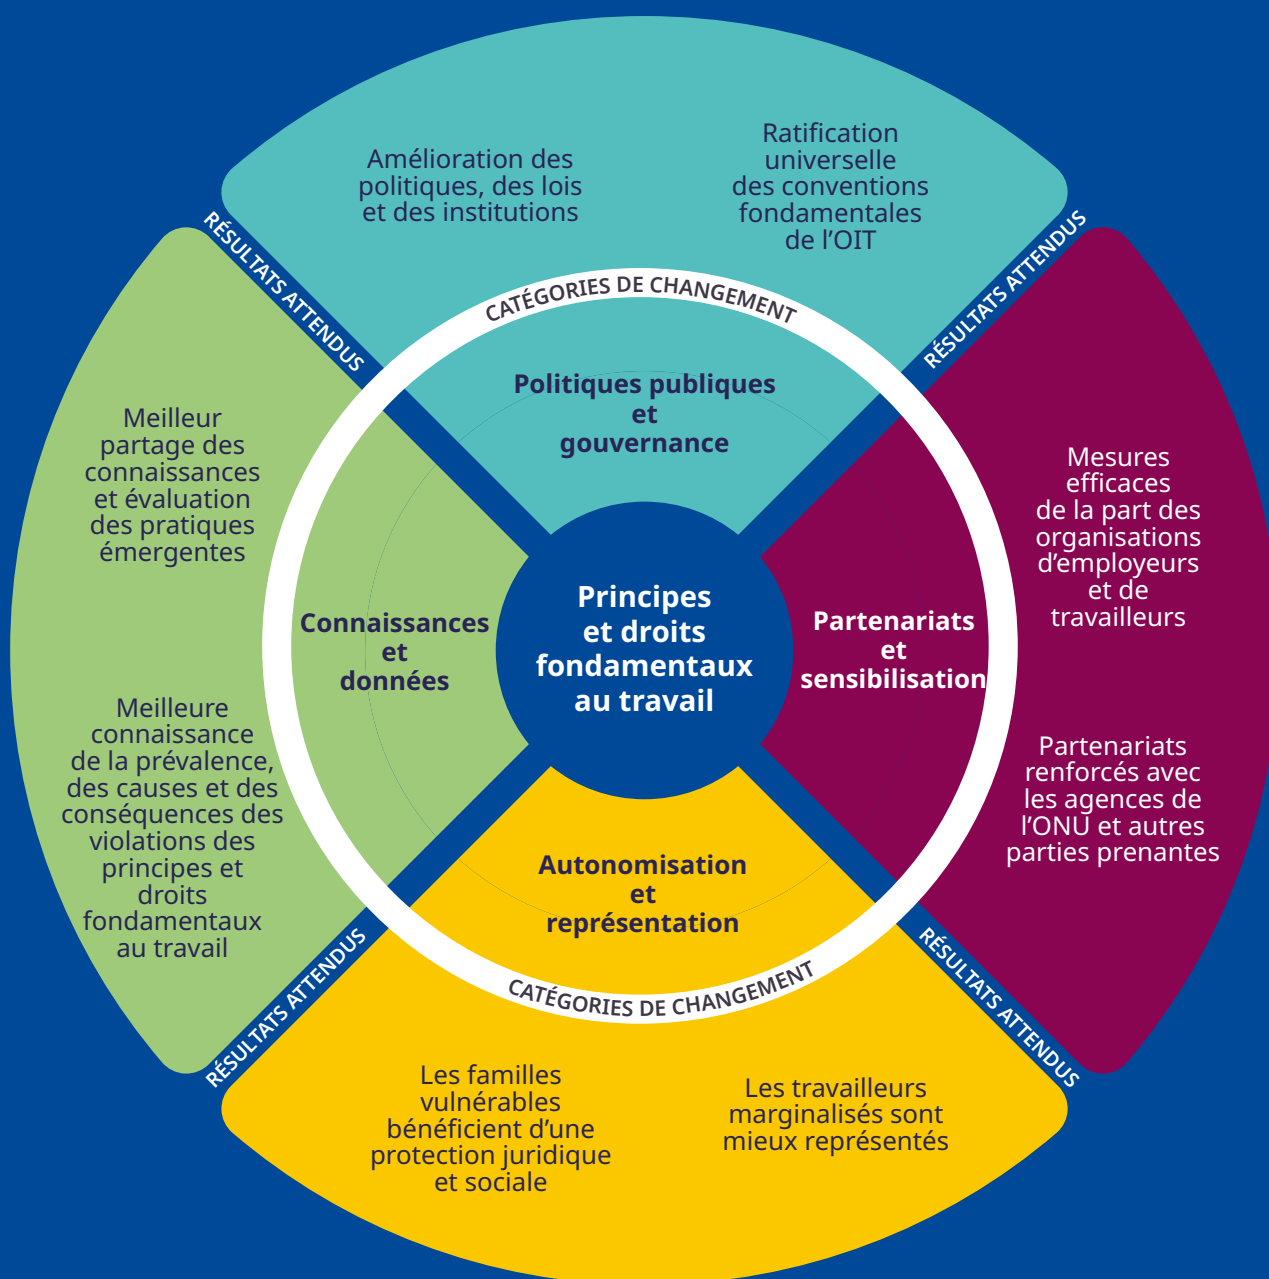 Amélioration des
politiques, des lois
et des institutions
Ratification
universelle
des conventions
fondamentales
de l’OIT
RÉSULTATS ATTENDUS
RÉSULTATS ATTENDUS
CATÉGORIES DE CHANGEMENT
Politiques publiques
et
gouvernance
Meilleur
partage des
connaissances
et évaluation
des pratiques
émergentes
Meilleure
connaissance
de la prévalence,
des causes et des
conséquences des
violations des
principes et
droits
fondamentaux
au travail
Connaissances
et
données
Principes
et droits
fondamentaux
au travail
Partenariats
et
sensibilisation
Mesures
efficaces
de la part des
organisations
d’employeurs
et de
travailleurs
Partenariats
renforcés avec
les agences de
l’ONU et autres
parties prenantes
Autonomisation
et
représentation
CATÉGORIES DE CHANGEMENT
RÉSULTATS ATTENDUS
RÉSULTATS ATTENDUS
Les familles
vulnérables
bénéficient d’une
protection juridique
et sociale
Les travailleurs
marginalisés sont
mieux représentés